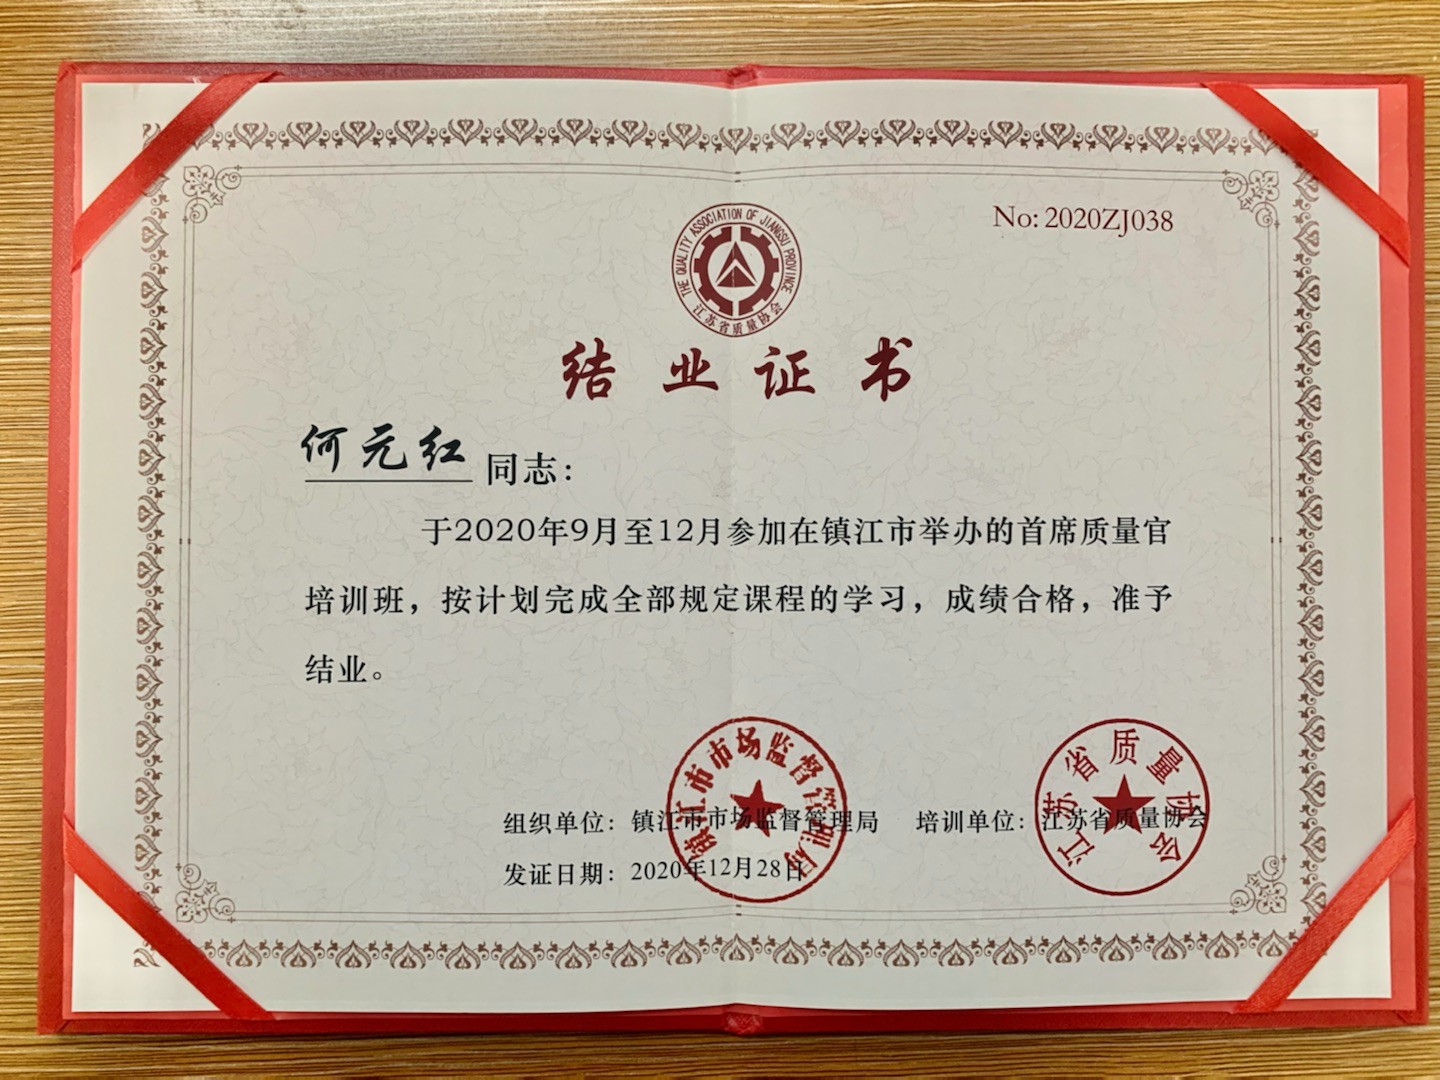 No: 2020ZJ038
THE QUALITY ASSOCIATION OF JIANGSU PROVINCE
江苏省质量协会
结业证书
何元红 同志：
于2020年9月至12月参加在镇江市举办的首席质量官
培训班，按计划完成全部规定课程的学习，成绩合格，准予
结业。
组织单位：镇江市市场监督管理局 培训单位：江苏省质量协会
发证日期：2020年12月28日
镇江市市场监督管理局
江苏省质量协会